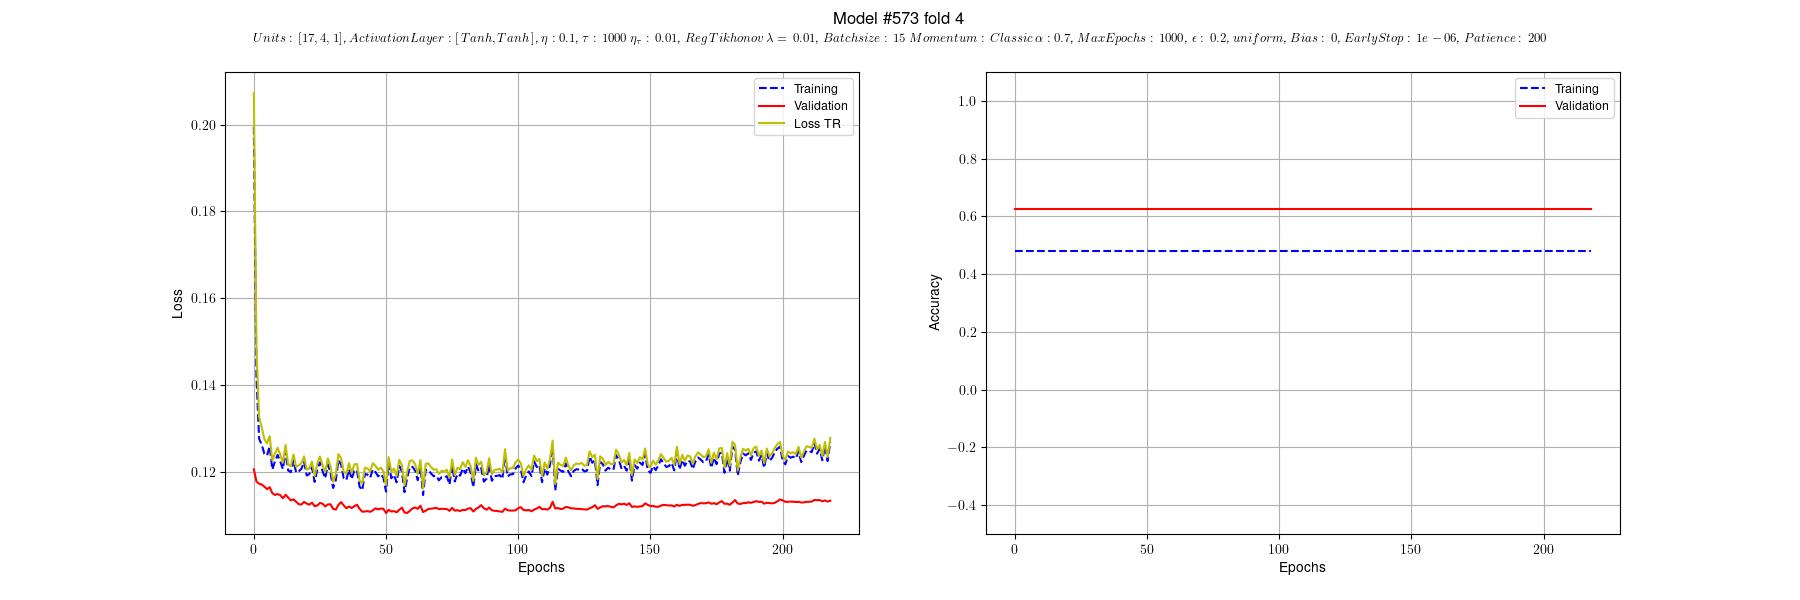 Model #573 fold 4
Units : [17, 4, 1], ActivationLayer : [Tanh, Tanh], η : 0.1, τ : 1000 η_τ : 0.01, RegTikhonov λ = 0.01, Batchsize : 15 Momentum : Classic α : 0.7, MaxEpochs : 1000, ϵ : 0.2, uniform, Bias : 0, EarlyStop : 1e − 06, Patience : 200
Loss
0.20
0.18
0.16
0.14
0.12
Training
Validation
Loss TR
0 50 100 150 200
Epochs
Accuracy
1.0
0.8
0.6
0.4
0.2
0.0
−0.2
−0.4
Training
Validation
0 50 100 150 200
Epochs